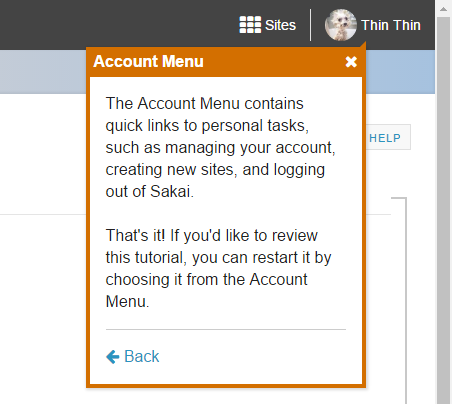 Sites Thin Thin
Account Menu
The Account Menu contains
quick links to personal tasks,
such as managing your account,
creating new sites, and logging
out of Sakai.
HELP
That's it! If you'd like to review
this tutorial, you can restart it by
choosing it from the Account
Menu.
Back